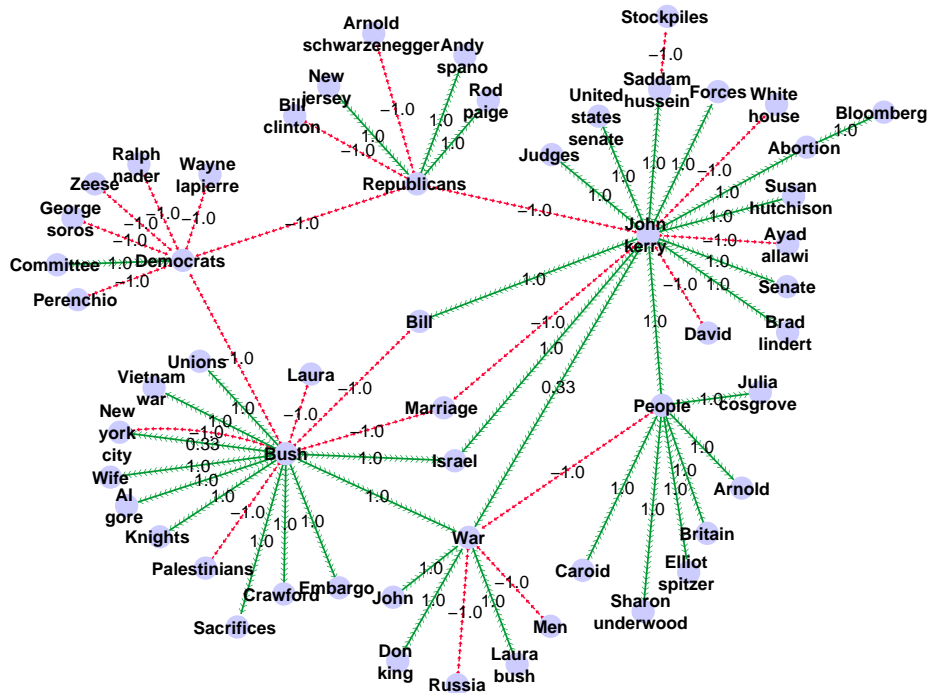 Stockpiles
Arnold
schwarzenegger
Andy
spano
−1.0
New
jersey
Saddam
hussein
Forces
White
house
Rod
paige
Bill
clinton
−1.0
United
states
senate
Bloomberg
1.0
1.0
1.0
1.0
−1.0
Abortion
Judges
1.0
1.0
1.0
1.0
−1.0
Ralph
nader
Wayne
lapierre
Zeese
Republicans
1.0
1.0
Susan
hutchison
George
soros
−1.0
−1.0
−1.0
−1.0
−1.0
−1.0
1.0
John
kerry
−1.0
Ayad
allawi
Committee
1.0
Democrats
1.0
Perenchio
−1.0
1.0
−1.0
1.0
Senate
Bill
−1.0
David
Brad
lindert
1.0
1.0
−1.0
Unions
Laura
Vietnam
war
−1.0
0.33
1.0
Julia
cosgrove
New
york
city
1.0
1.0
−1.0
Marriage
People
1.0
−1.0
0.33
Bush
−1.0
1.0
Israel
1.0
1.0
Wife
1.0
1.0
−1.0
1.0
1.0
Arnold
Al
gore
1.0
1.0
1.0
1.0
Knights
−1.0
1.0
1.0
1.0
War
Britain
Palestinians
1.0
−1.0
Caroid
Elliot
spitzer
Crawford
Embargo
John
1.0
−1.0
1.0
Sharon
underwood
Sacrifices
Men
Don
king
Laura
bush
Russia